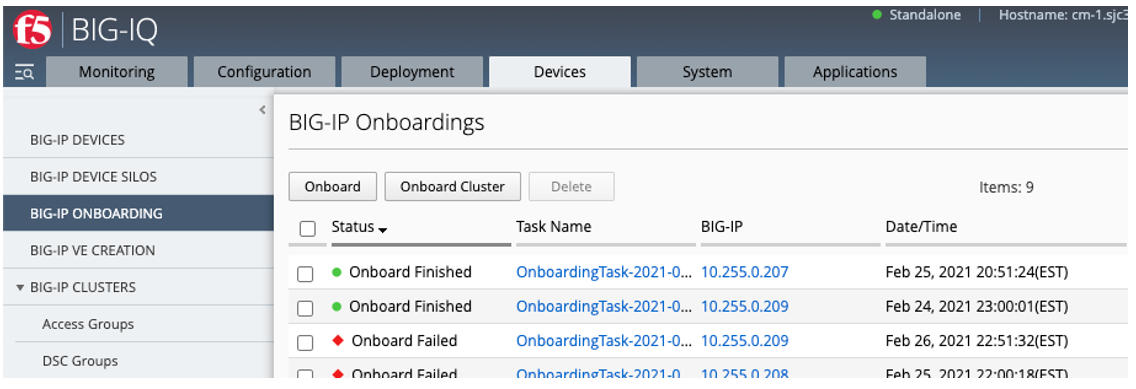 f5 BIG-IQ
Standalone | Hostname: cm-1.sjc3
Monitoring Configuration Deployment Devices System Applications
BIG-IP DEVICES
BIG-IP DEVICE SILOS
BIG-IP ONBOARDING
BIG-IP VE CREATION
BIG-IP CLUSTERS
Access Groups
DSC Groups
BIG-IP Onboardings
Onboard Onboard Cluster Delete Items: 9
Status Task Name BIG-IP Date/Time
Onboard Finished OnboardingTask-2021-0... 10.255.0.207 Feb 25, 2021 20:51:24(EST)
Onboard Finished OnboardingTask-2021-0... 10.255.0.209 Feb 24, 2021 23:00:01(EST)
Onboard Failed OnboardingTask-2021-0... 10.255.0.209 Feb 26, 2021 22:51:32(EST)
Onboard Failed OnboardingTask-2021-0... 10.255.0.208 Feb 25, 2021 22:00:18(EST)